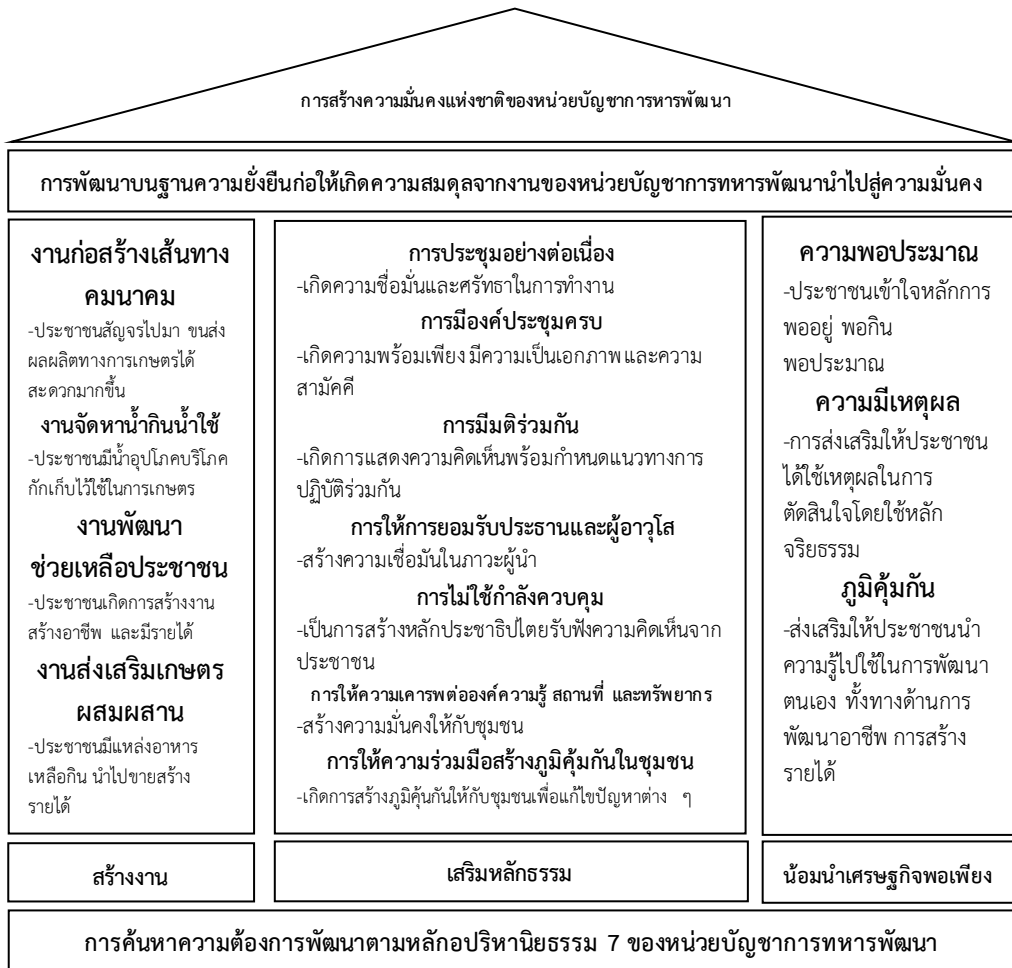 การสร้างความมั่นคงแห่งชาติของหน่วยบัญชาการหารพัฒนา
การพัฒนาบนฐานความยั่งยืนก่อให้เกิดความสมดุลจากงานของหน่วยบัญชาการทหารพัฒนานำไปสู่ความมั่นคง
งานก่อสร้างเส้นทาง
คมนาคม
-ประชาชนสัญจรไปมา ขนส่ง
ผลผลิตทางการเกษตรได้
สะดวกมากขึ้น
งานจัดหาน้ำกินน้ำใช้
-ประชาชนมีน้ำอุปโภคบริโภค
กักเก็บไว้ใช้ในการเกษตร
งานพัฒนา
ช่วยเหลือประชาชน
-ประชาชนเกิดการสร้างงาน
สร้างอาชีพ และมีรายได้
งานส่งเสริมเกษตร
ผสมผสาน
-ประชาชนมีแหล่งอาหาร
เหลือกิน นำไปขายสร้าง
รายได้
การประชุมอย่างต่อเนื่อง
-เกิดความชื่อมั่นและศรัทธาในการทำงาน
การมีองค์ประชุมครบ
-เกิดความพร้อมเพียง มีความเป็นเอกภาพ และความ
สามัคคี
การมีมติร่วมกัน
-เกิดการแสดงความคิดเห็นพร้อมกำหนดแนวทางการ
ปฏิบัติร่วมกัน
การให้การยอมรับประธานและผู้อาวุโส
-สร้างความเชื่อมันในภาวะผู้นำ
การไม่ใช้กำลังควบคุม
-เป็นการสร้างหลักประชาธิปไตยรับฟังความคิดเห็นจาก
ประชาชน
การให้ความเคารพต่อองค์ความรู้ สถานที่ และทรัพยากร
-สร้างความมั่นคงให้กับชุมชน
การให้ความร่วมมือสร้างภูมิคุ้มกันในชุมชน
-เกิดการสร้างภูมิคุ้นกันให้กับชุมชนเพื่อแก้ไขปัญหาต่าง ๆ
ความพอประมาณ
-ประชาชนเข้าใจหลักการ
พออยู่ พอกิน
พอประมาณ
ความมีเหตุผล
-การส่งเสริมให้ประชาชน
ได้ใช้เหตุผลในการ
ตัดสินใจโดยใช้หลัก
จริยธรรม
ภูมิคุ้มกัน
-ส่งเสริมให้ประชาชนนำ
ความรู้ไปใช้ในการพัฒนา
ตนเอง ทั้งทางด้านการ
พัฒนาอาชีพ การสร้าง
รายได้
สร้างงาน
เสริมหลักธรรม
น้อมนำเศรษฐกิจพอเพียง
การค้นหาความต้องการพัฒนาตามหลักอปริหานิยธรรม 7 ของหน่วยบัญชาการทหารพัฒนา